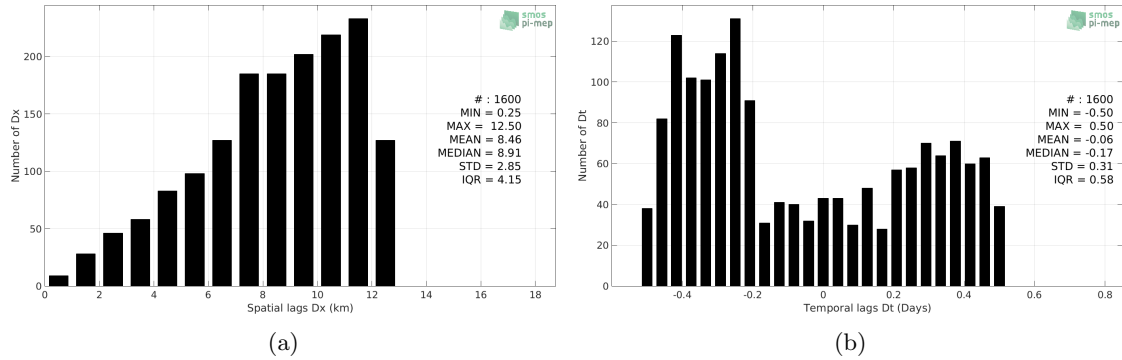 smos
pi-mep
200
150
100
50
0
Number of Dx
# : 1600
MIN = 0.25
MAX = 12.50
MEAN = 8.46
MEDIAN = 8.91
STD = 2.85
IQR = 4.15
0 2 4 6 8 10 12 14 16 18
Spatial lags Dx (km)
(a)
smos
pi-mep
120
100
80
60
40
20
0
Number of Dt
# : 1600
MIN = -0.50
MAX = 0.50
MEAN = -0.06
MEDIAN = -0.17
STD = 0.31
IQR = 0.58
-0.4 -0.2 0 0.2 0.4 0.6 0.8
Temporal lags Dt (Days)
(b)